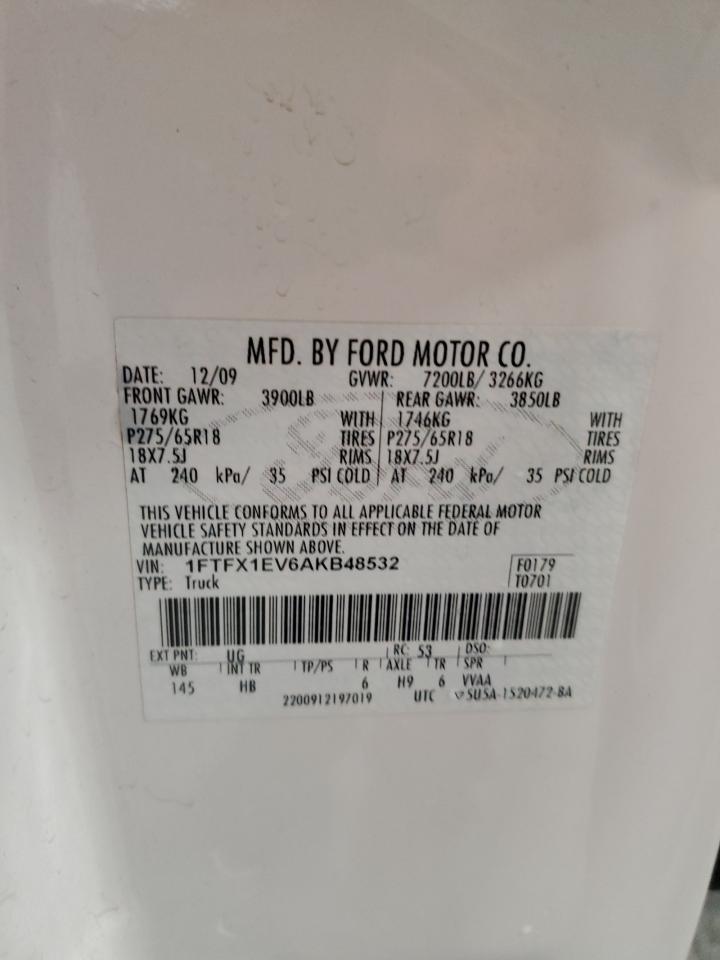 MFD. BY FORD MOTOR CO.
DATE: 12/09 GVWR: 7200LB/ 3266KG
FRONT GAWR: 3900LB REAR GAWR: 3850LB
1769KG WITH 1746KG WITH
P275/65R18 TIRES P275/65R18 TIRES
18X7.5J RIMS 18X7.5J RIMS
AT 240 kPa/ 35 PSI COLD AT 240 kPa/ 35 PSI COLD
THIS VEHICLE CONFORMS TO ALL APPLICABLE FEDERAL MOTOR
VEHICLE SAFETY STANDARDS IN EFFECT ON THE DATE OF
MANUFACTURE SHOWN ABOVE.
VIN: 1FTFX1EV6AKB48532 F0179
TYPE: Truck T0701
EXT PNT: UG RC: 53 DSO:
WB INT TR TP/PS R AXLE TR SPR
145 HB 6 H9 6 VVAA
2200912197019 UTC 5U5A-1520472-BA